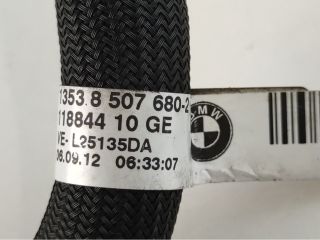 1353.8 507 680-2
118844 10 GE
VE- L25135DA
06.09.12 06:33:07
BMW